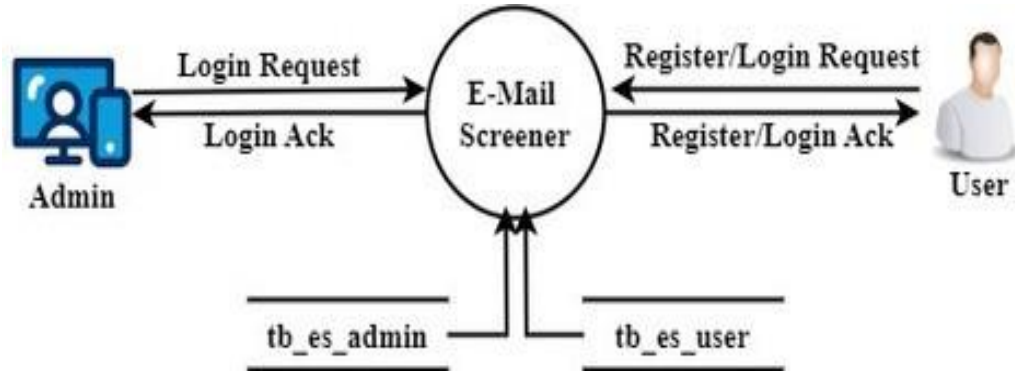 Login Request
Login Ack
Admin
E-Mail
Screener
Register/Login Request
Register/Login Ack
User
tb_es_admin
tb_es_user